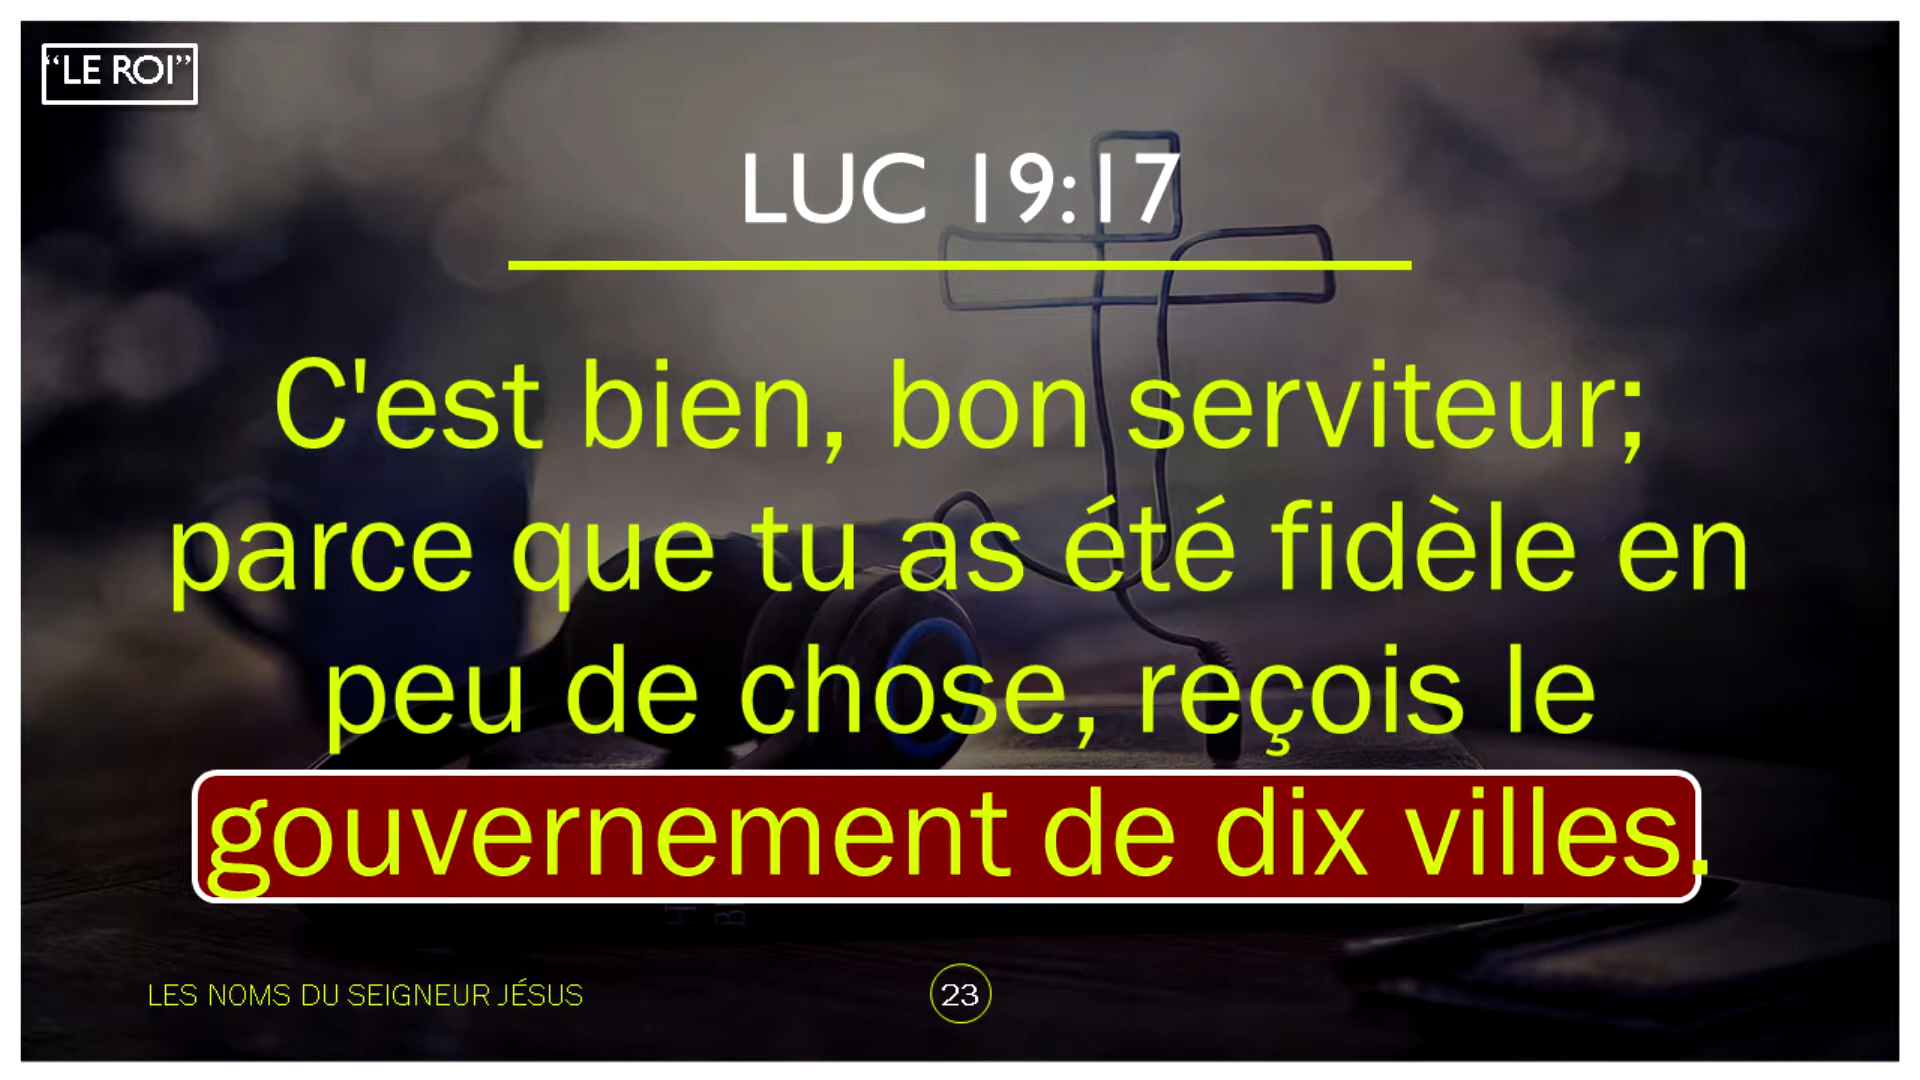 “LE ROI”
LUC 19:17
C'est bien, bon serviteur;
parce que tu as été fidèle en
peu de chose, reçois le
gouvernement de dix villes.
LES NOMS DU SEIGNEUR JÉSUS
23